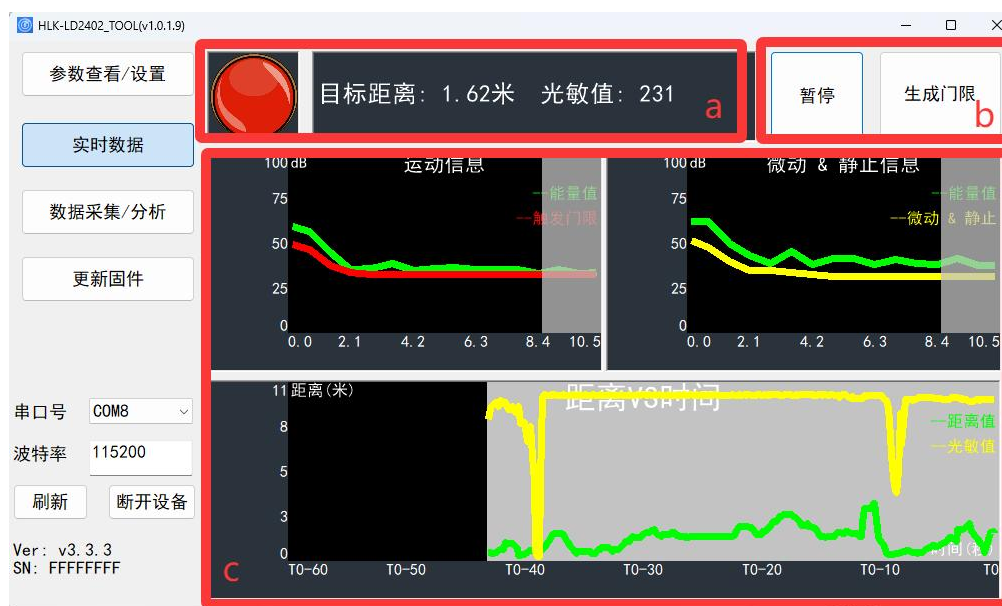 HLK-LD2402_TOOL(v1.0.1.9)
参数查看/设置
实时数据
数据采集/分析
更新固件
目标距离: 1.62米 光敏值: 231
a
暂停
生成门限
b
运动信息
100 dB
75
50
25
0
--能量值
--触发门限
0.0 2.1 4.2 6.3 8.4 10.5
微动 & 静止信息
100 dB
75
50
25
0
--能量值
--微动 & 静止
0.0 2.1 4.2 6.3 8.4 10.5
距离VS时间
11 距离(米)
8
5
3
0
--距离值
--光敏值
时间(秒)
T0-60 T0-50 T0-40 T0-30 T0-20 T0-10 T0
c
串口号 COM8
波特率 115200
刷新 断开设备
Ver: v3.3.3
SN: FFFFFFFF